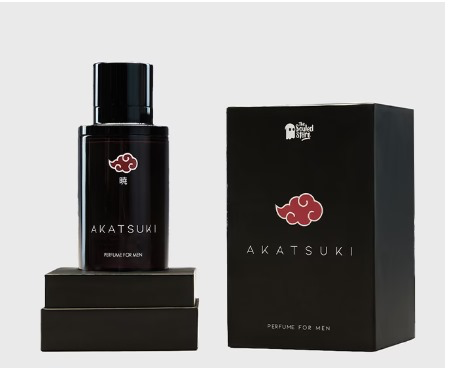 暁
AKATSUKI
PERFUME FOR MEN
The
Souled
Store
AKATSUKI
PERFUME FOR MEN